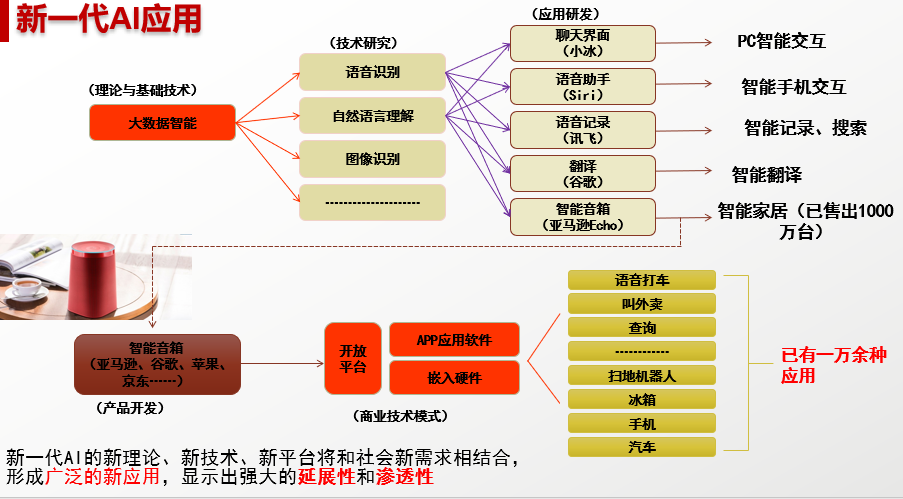 新一代AI应用
（应用研发）
（技术研究）
（理论与基础技术）
大数据智能
语音识别
自然语言理解
图像识别
----------------------
聊天界面
（小冰）
语音助手
（Siri）
语音记录
（讯飞）
翻译
（谷歌）
智能音箱
（亚马逊Echo）
PC智能交互
智能手机交互
智能记录、搜索
智能翻译
智能家居（已售出1000
万台）
智能音箱
（亚马逊、谷歌、苹果、
京东------）
（产品开发）
开放
平台
APP应用软件
嵌入硬件
（商业技术模式）
语音打车
叫外卖
查询
------------
扫地机器人
冰箱
手机
汽车
已有一万余种
应用
新一代AI的新理论、新技术、新平台将和社会新需求相结合，
形成广泛的新应用，显示出强大的延展性和渗透性